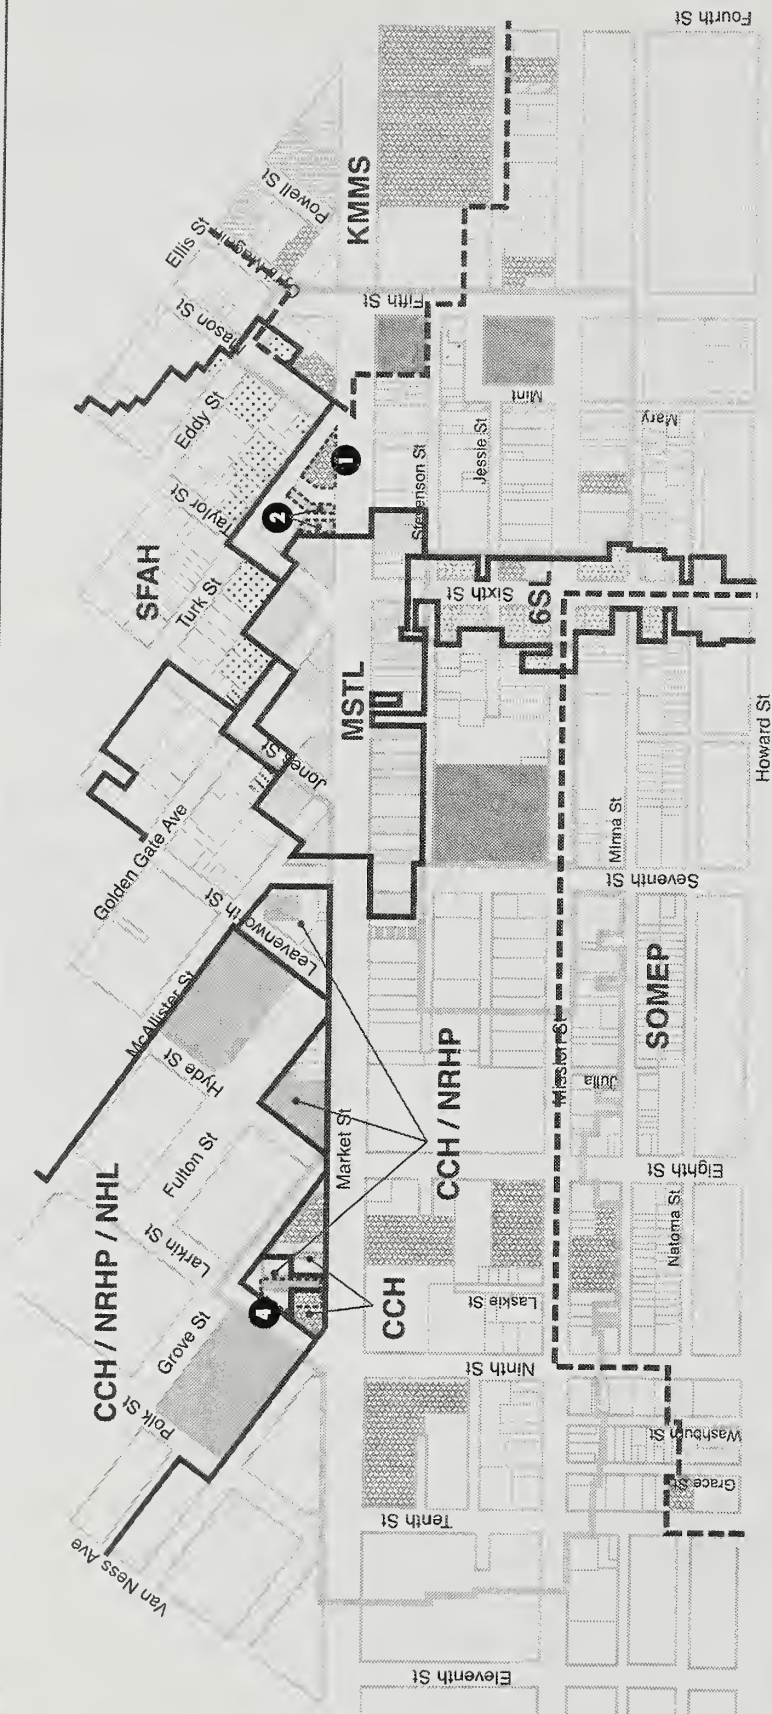 Fourth St
Powell St
Ellis St
KMMS
Fifth St
Mason St
Eddy St
Mint
Mary
Jessie St
Stevenson St
1
2
Taylor St
SFAH
Turk St
Sixth St
6SL
MSTL
Jones St
Howard St
Golden Gate Ave
Minna St
Seventh St
Leavenworth St
McAllister St
Hyde St
SOMEP
Mission St
Julia
CCH / NRHP
Market St
Fulton St
Eighth St
Natoma St
Larkin St
CCH / NRHP / NHL
Laskie St
CCH
4
Grove St
Ninth St
Polk St
Washburn St
Grace St
Tenth St
Van Ness Ave
Eleventh St